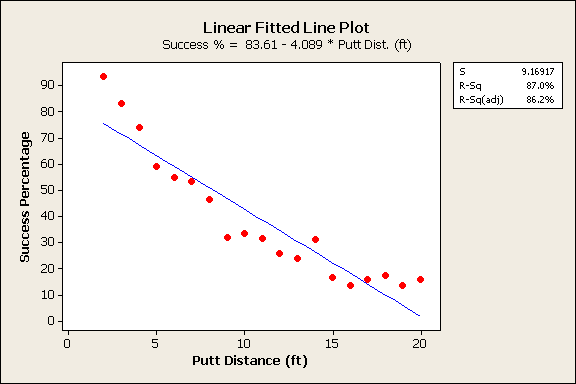 Linear Fitted Line Plot
Success % = 83.61 - 4.089 * Putt Dist. (ft)
S 9.16917
R-Sq 87.0%
R-Sq(adj) 86.2%
Success Percentage
90
80
70
60
50
40
30
20
10
0
0 5 10 15 20
Putt Distance (ft)